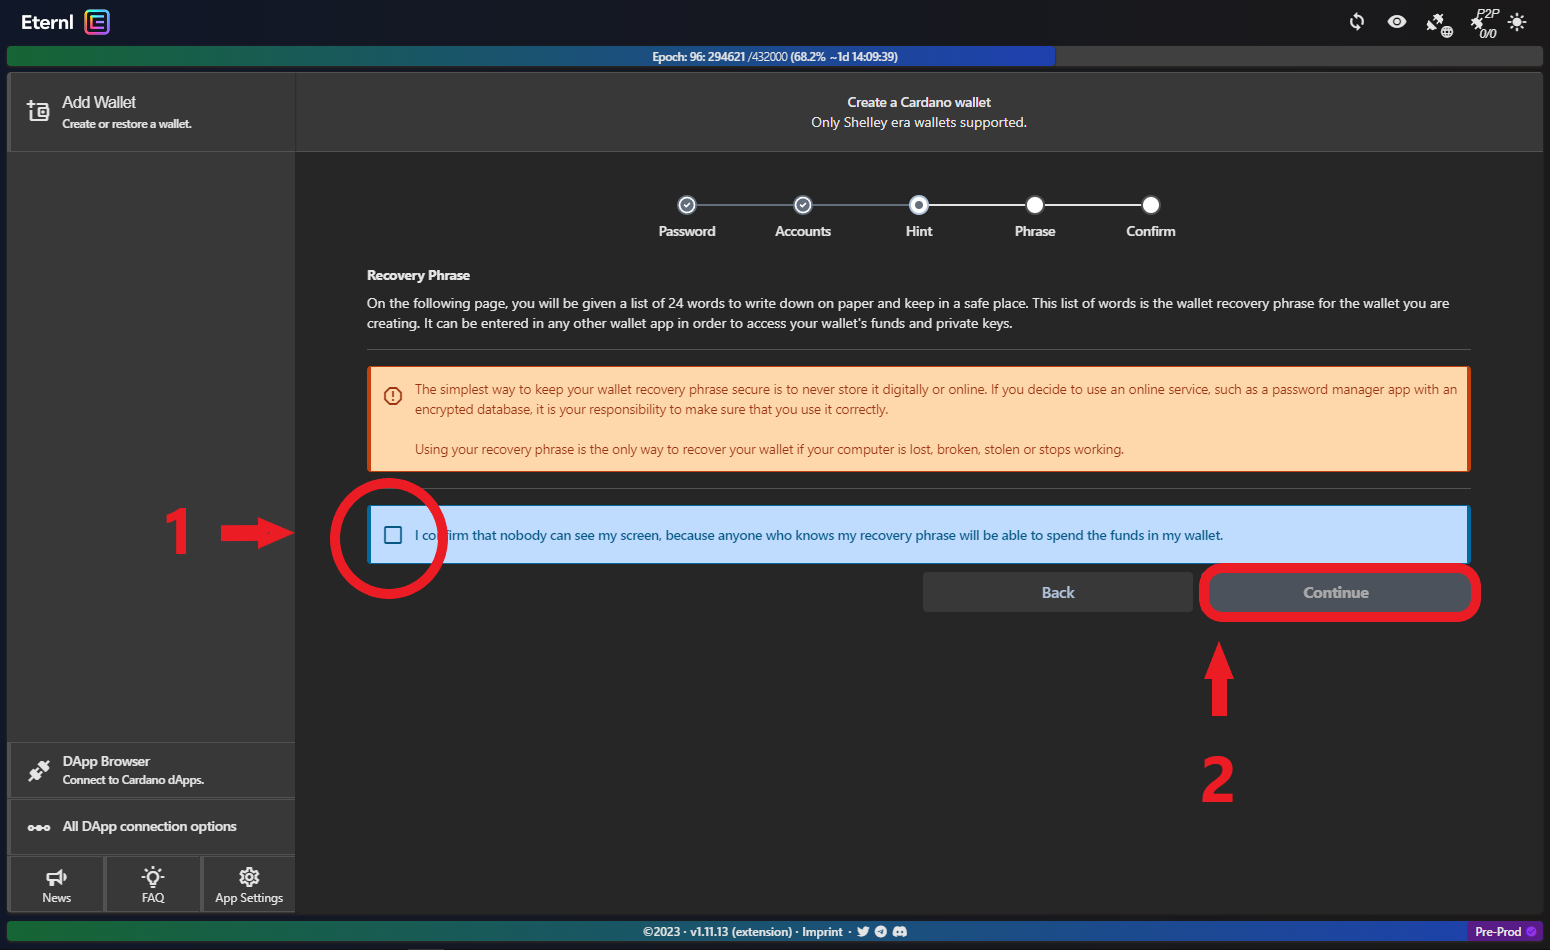 Eternl
P2P
0/0
Epoch: 96: 294621 /432000 (68.2% ~1d 14:09:39)
Add Wallet
Create or restore a wallet.
Create a Cardano wallet
Only Shelley era wallets supported.
Password Accounts Hint Phrase Confirm
Recovery Phrase
On the following page, you will be given a list of 24 words to write down on paper and keep in a safe place. This list of words is the wallet recovery phrase for the wallet you are
creating. It can be entered in any other wallet app in order to access your wallet's funds and private keys.
The simplest way to keep your wallet recovery phrase secure is to never store it digitally or online. If you decide to use an online service, such as a password manager app with an
encrypted database, it is your responsibility to make sure that you use it correctly.
Using your recovery phrase is the only way to recover your wallet if your computer is lost, broken, stolen or stops working.
1
I confirm that nobody can see my screen, because anyone who knows my recovery phrase will be able to spend the funds in my wallet.
Back
Continue
2
DApp Browser
Connect to Cardano dApps.
All DApp connection options
News FAQ App Settings
©2023 · v1.11.13 (extension) · Imprint ·
Pre-Prod